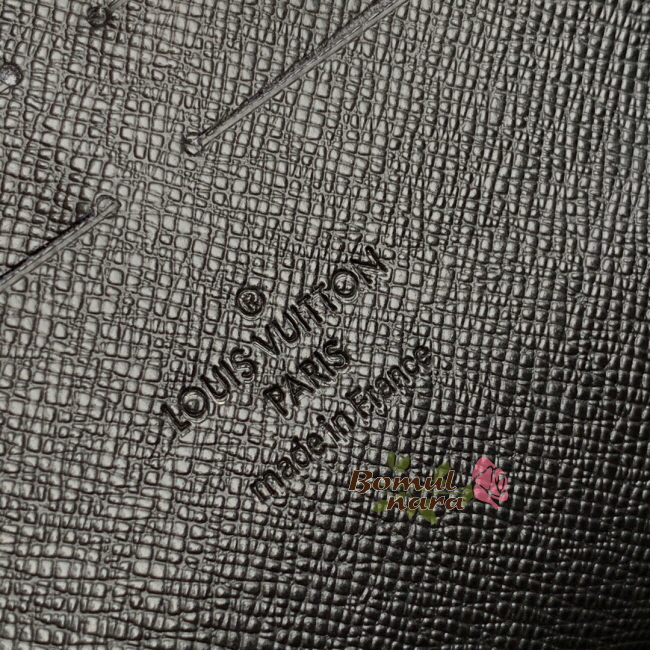 ®
LOUIS VUITTON
PARIS
made in France
Bomul
nara